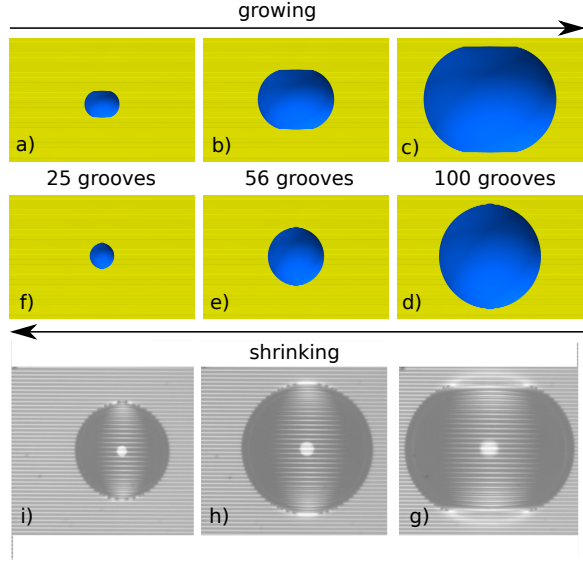 growing
a) b) c)
25 grooves 56 grooves 100 grooves
f) e) d)
shrinking
i) h) g)